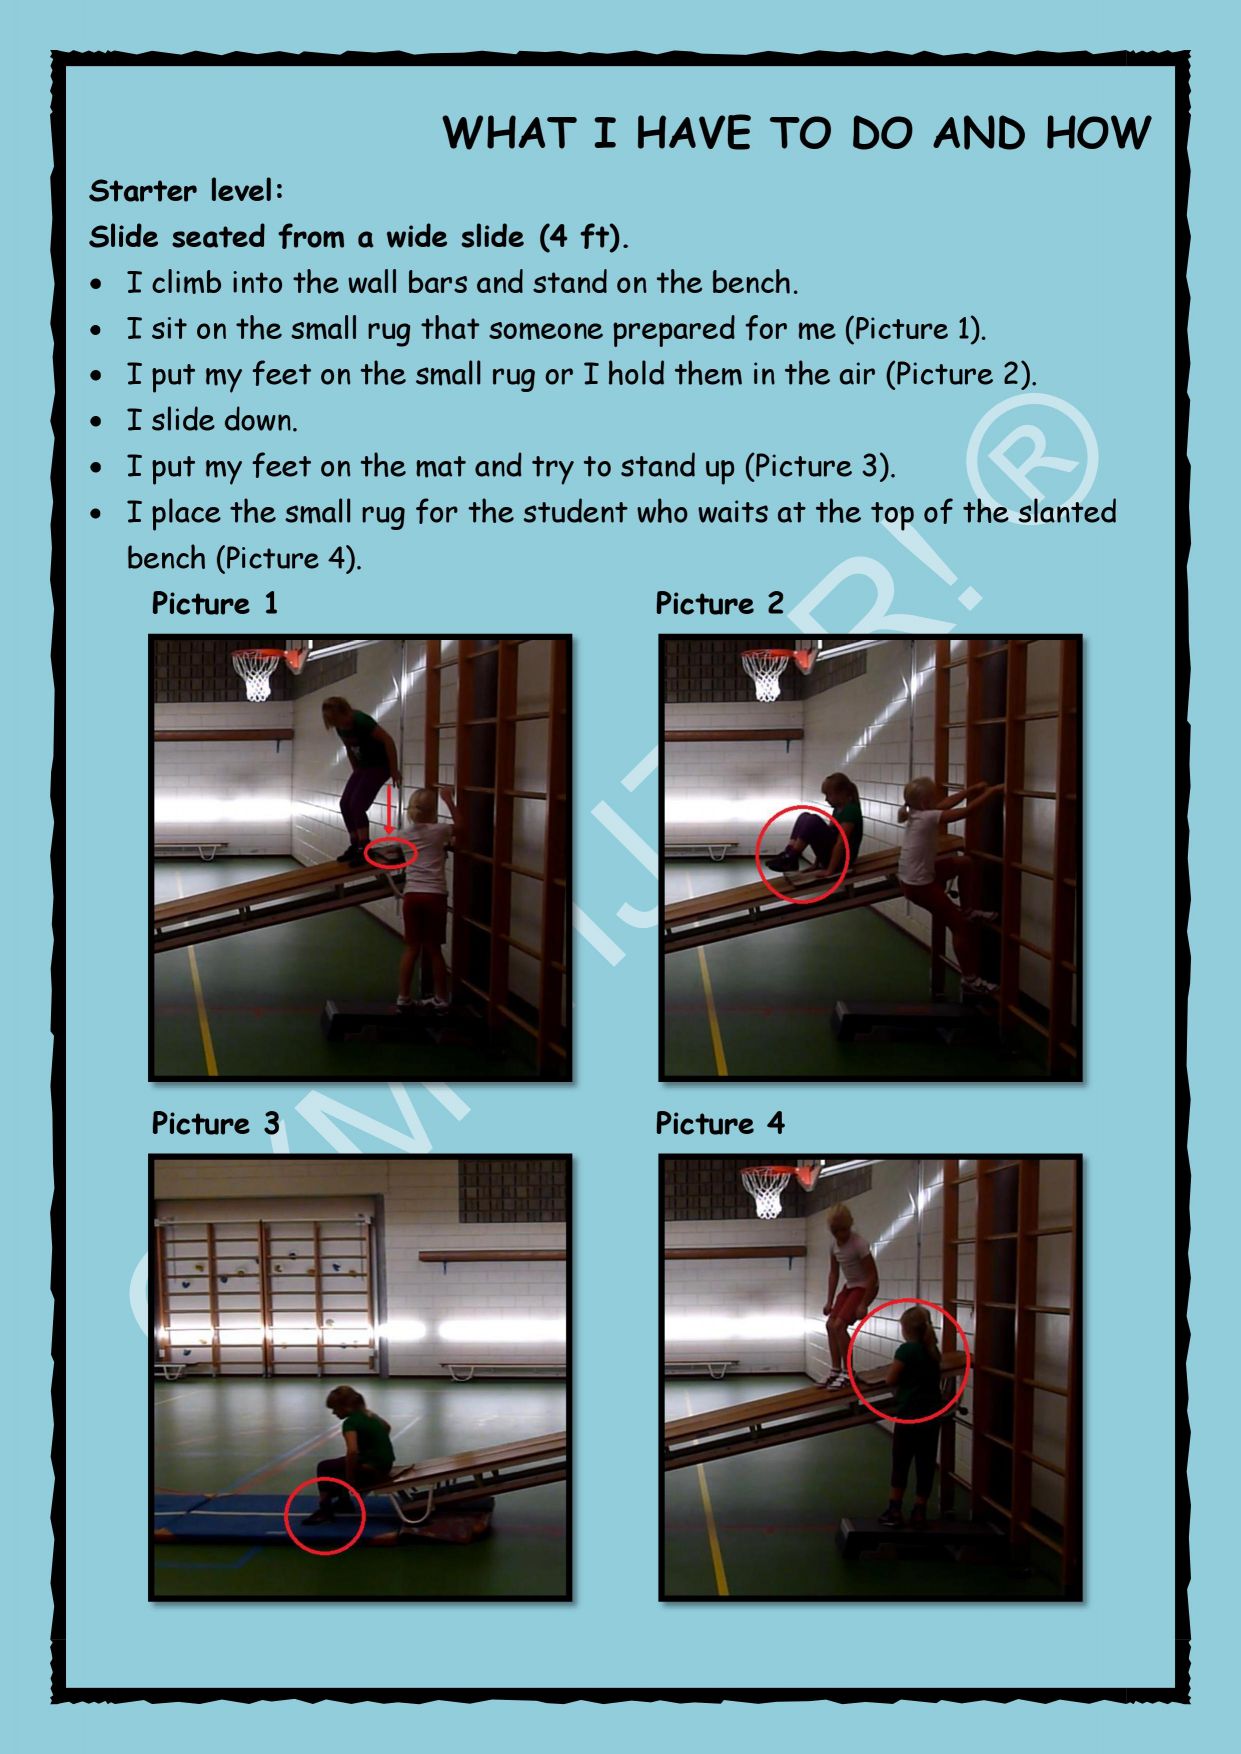 WHAT I HAVE TO DO AND HOW
Starter level:
Slide seated from a wide slide (4 ft).
• I climb into the wall bars and stand on the bench.
• I sit on the small rug that someone prepared for me (Picture 1).
• I put my feet on the small rug or I hold them in the air (Picture 2).
• I slide down.
• I put my feet on the mat and try to stand up (Picture 3).
• I place the small rug for the student who waits at the top of the slanted
bench (Picture 4).
Picture 1
Picture 2
Picture 3
Picture 4